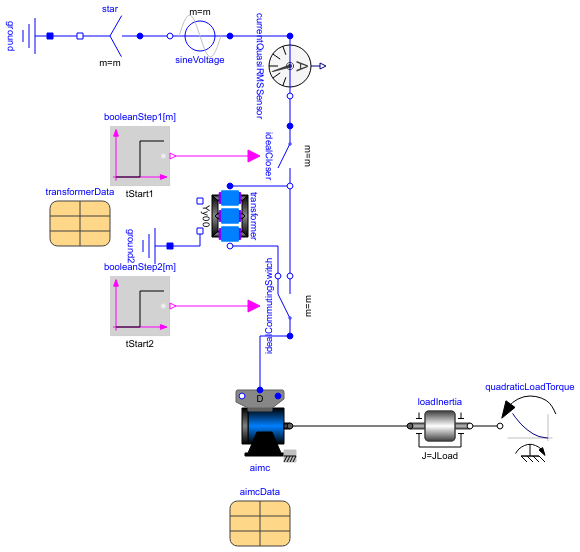 star
m=m
ground
m=m
sineVoltage
currentQuasiRMSSensor
A
booleanStep1[m]
idealCloser
m=m
tStart1
transformerData
Yy00
transformer
ground2
booleanStep2[m]
idealCommutingSwitch
m=m
tStart2
D
quadraticLoadTorque
loadInertia
J=JLoad
aimc
aimcData